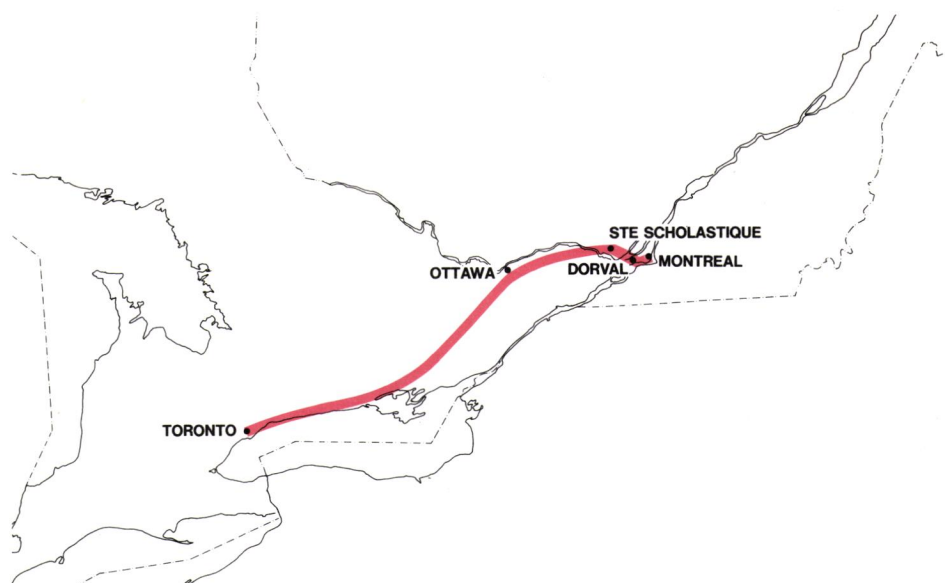 STE SCHOLASTIQUE
OTTAWA
DORVAL
MONTREAL
TORONTO